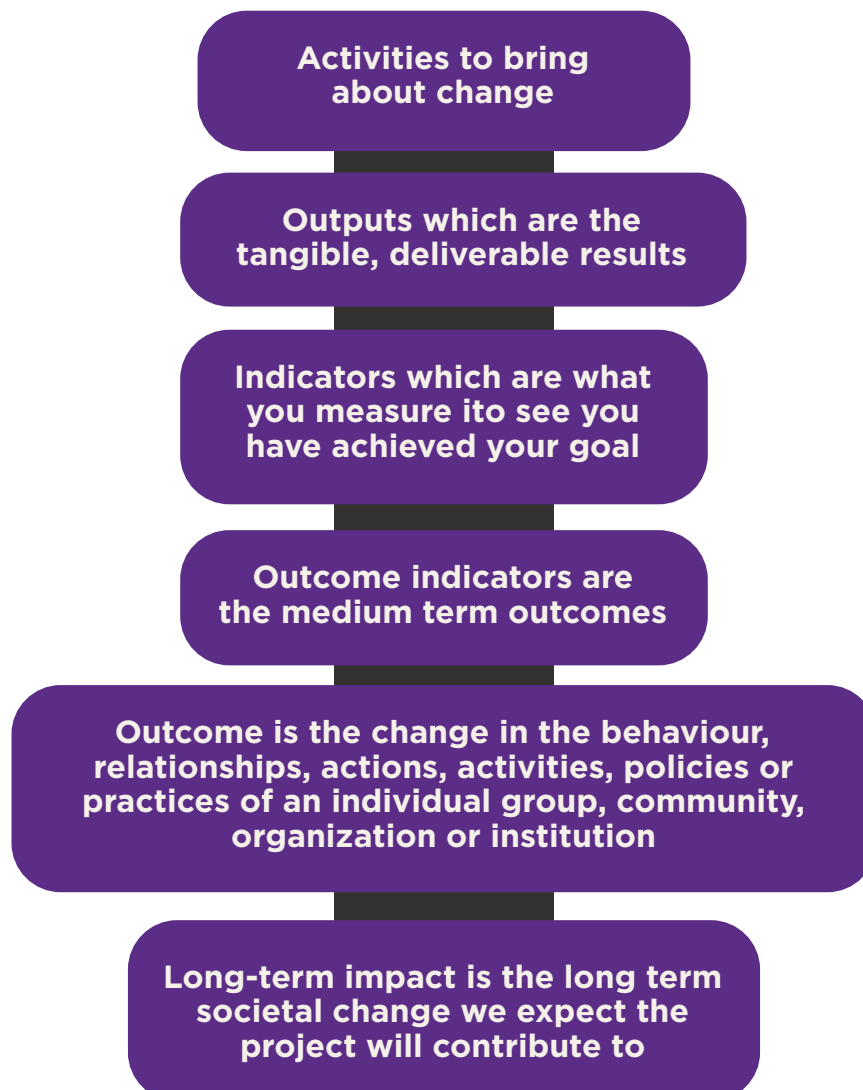 Activities to bring
about change
Outputs which are the
tangible, deliverable results
Indicators which are what
you measure ito see you
have achieved your goal
Outcome indicators are
the medium term outcomes
Outcome is the change in the behaviour,
relationships, actions, activities, policies or
practices of an individual group, community,
organization or institution
Long-term impact is the long term
societal change we expect the
project will contribute to